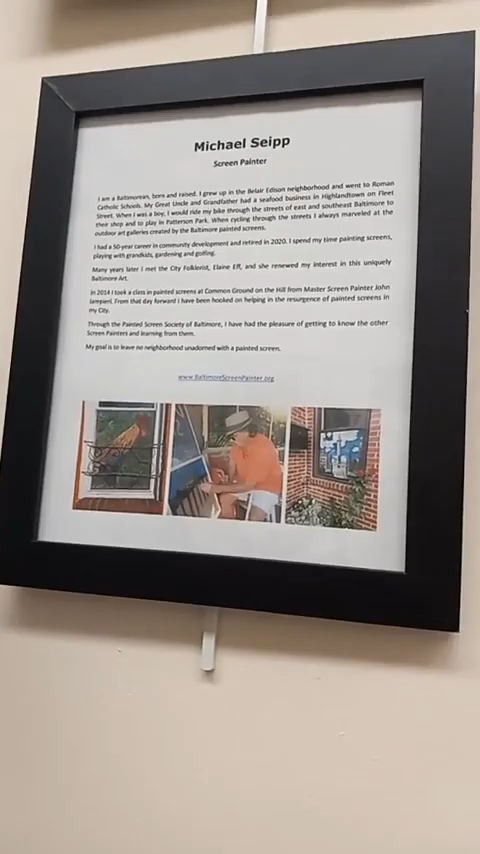 Michael Seipp
Screen Painter
I am a Baltimorean, born and raised. I grew up in the Belair Edison neighborhood and went to Roman
Catholic Schools. My Great Uncle and Grandfather had a seafood business in Highlandtown on Fleet
Street. When I was a boy, I would ride my bike through the streets of east and southeast Baltimore to
their shop and to play in Patterson Park. When cycling through the streets I always marveled at the
outdoor art galleries created by the Baltimore painted screens.
I had a 50-year career in community development and retired in 2020. I spend my time painting screens,
playing with grandkids, gardening and golfing.
Many years later I met the City Folklorist, Elaine Eff, and she renewed my interest in this uniquely
Baltimore Art.
In 2014 I took a class in painted screens at Common Ground on the Hill from Master Screen Painter John
Iampieri. From that day forward I have been hooked on helping in the resurgence of painted screens in
my City.
Through the Painted Screen Society of Baltimore, I have had the pleasure of getting to know the other
Screen Painters and learning from them.
My goal is to leave no neighborhood unadorned with a painted screen.
www.BaltimoreScreenPainter.org